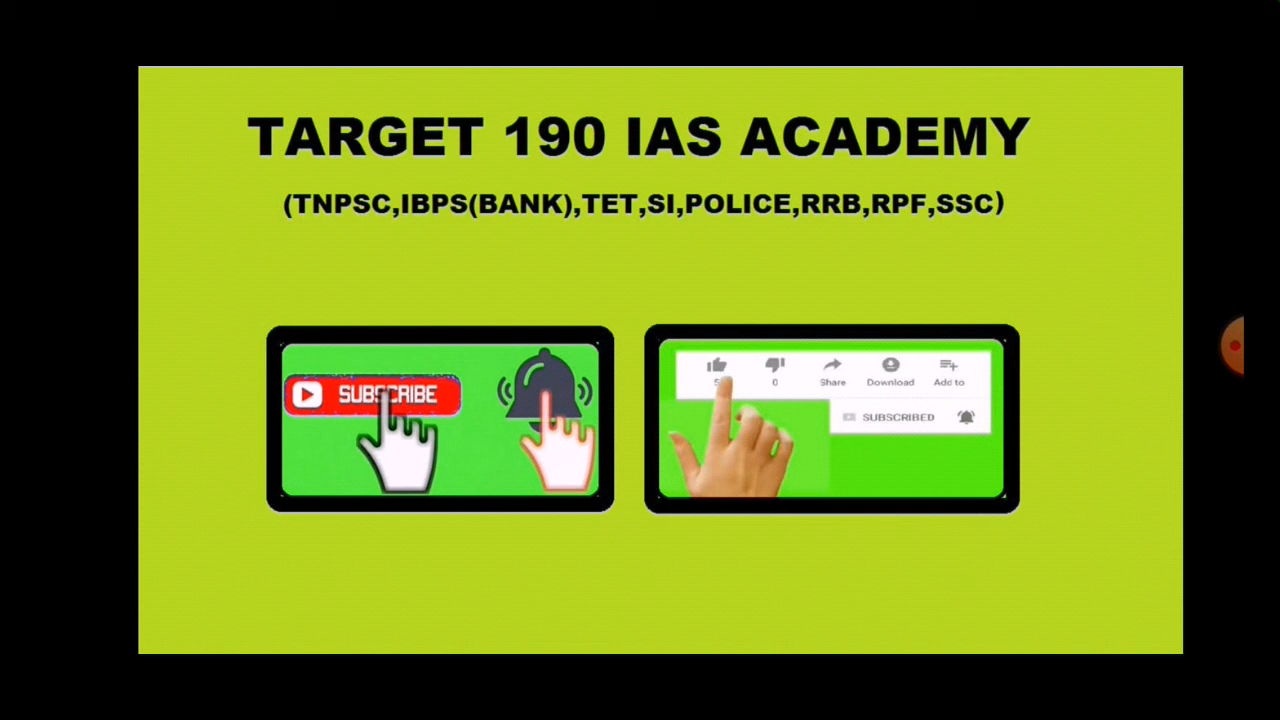 TARGET 190 IAS ACADEMY
(TNPSC,IBPS(BANK),TET,SI,POLICE,RRB,RPF,SSC)
SUBSCRIBE
0 Share Download Add to
SUBSCRIBED